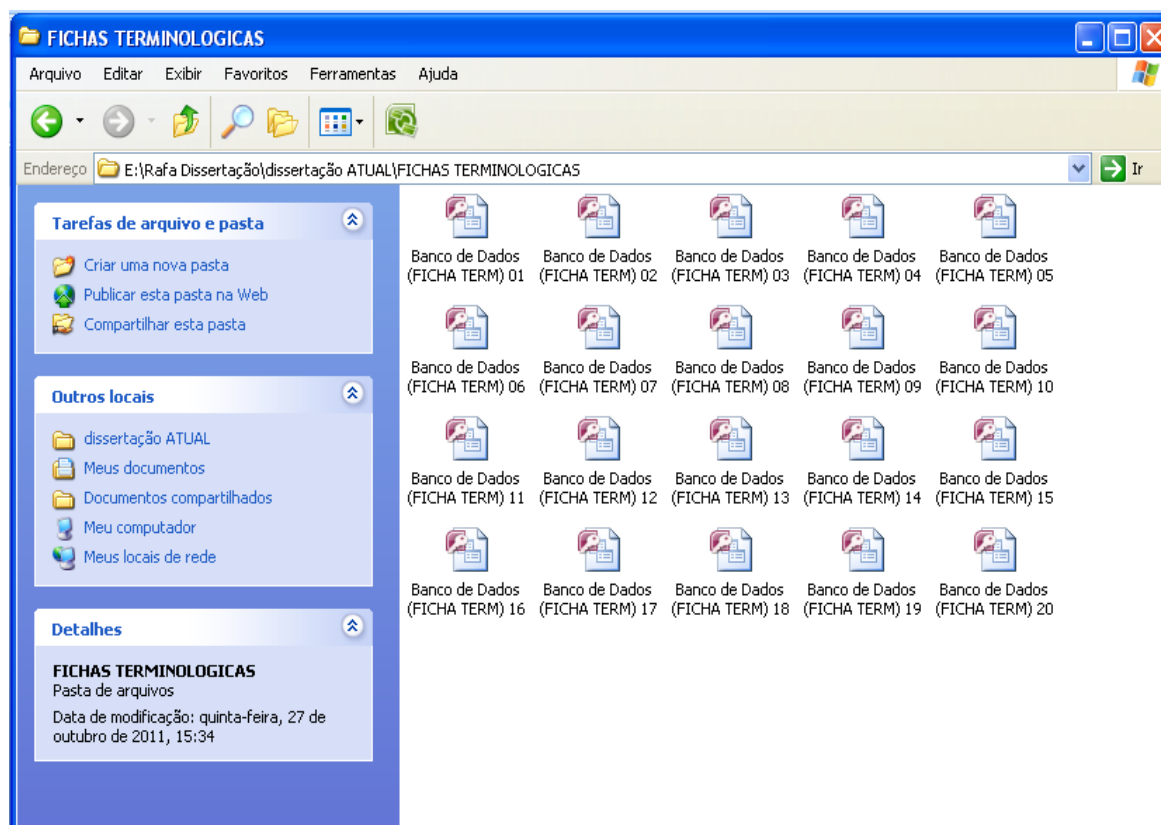 FICHAS TERMINOLOGICAS
Arquivo Editar Exibir Favoritos Ferramentas Ajuda
Endereço E:\Rafa Dissertação\dissertação ATUAL\FICHAS TERMINOLOGICAS Ir
Tarefas de arquivo e pasta
Criar uma nova pasta
Publicar esta pasta na Web
Compartilhar esta pasta
Outros locais
dissertação ATUAL
Meus documentos
Documentos compartilhados
Meu computador
Meus locais de rede
Detalhes
FICHAS TERMINOLOGICAS
Pasta de arquivos
Data de modificação: quinta-feira, 27 de
outubro de 2011, 15:34
Banco de Dados Banco de Dados Banco de Dados Banco de Dados Banco de Dados
(FICHA TERM) 01 (FICHA TERM) 02 (FICHA TERM) 03 (FICHA TERM) 04 (FICHA TERM) 05
Banco de Dados Banco de Dados Banco de Dados Banco de Dados Banco de Dados
(FICHA TERM) 06 (FICHA TERM) 07 (FICHA TERM) 08 (FICHA TERM) 09 (FICHA TERM) 10
Banco de Dados Banco de Dados Banco de Dados Banco de Dados Banco de Dados
(FICHA TERM) 11 (FICHA TERM) 12 (FICHA TERM) 13 (FICHA TERM) 14 (FICHA TERM) 15
Banco de Dados Banco de Dados Banco de Dados Banco de Dados Banco de Dados
(FICHA TERM) 16 (FICHA TERM) 17 (FICHA TERM) 18 (FICHA TERM) 19 (FICHA TERM) 20